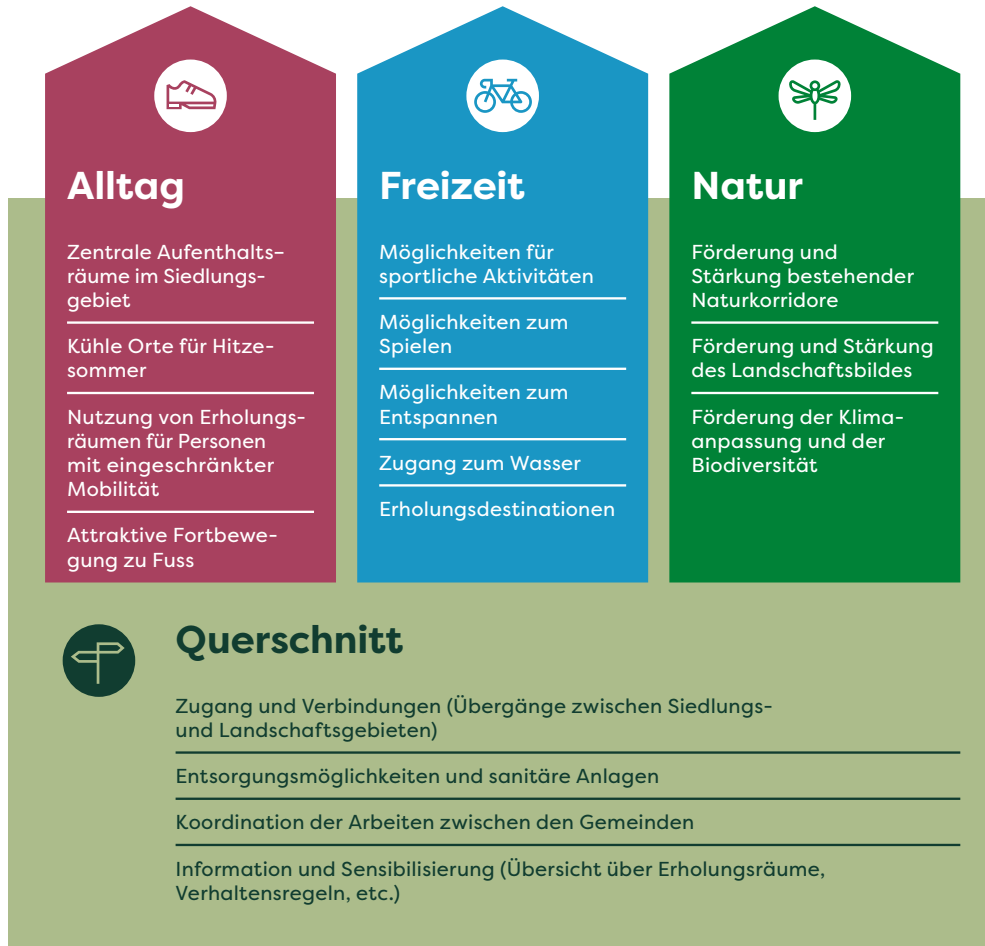 Alltag
Zentrale Aufenthalts-
räume im Siedlungs-
gebiet
Kühle Orte für Hitze-
sommer
Nutzung von Erholungs-
räumen für Personen
mit eingeschränkter
Mobilität
Attraktive Fortbewe-
gung zu Fuss
Freizeit
Möglichkeiten für
sportliche Aktivitäten
Möglichkeiten zum
Spielen
Möglichkeiten zum
Entspannen
Zugang zum Wasser
Erholungsdestinationen
Natur
Förderung und
Stärkung bestehender
Naturkorridore
Förderung und Stärkung
des Landschaftsbildes
Förderung der Klima-
anpassung und der
Biodiversität
Querschnitt
Zugang und Verbindungen (Übergänge zwischen Siedlungs-
und Landschaftsgebieten)
Entsorgungsmöglichkeiten und sanitäre Anlagen
Koordination der Arbeiten zwischen den Gemeinden
Information und Sensibilisierung (Übersicht über Erholungsräume,
Verhaltensregeln, etc.)